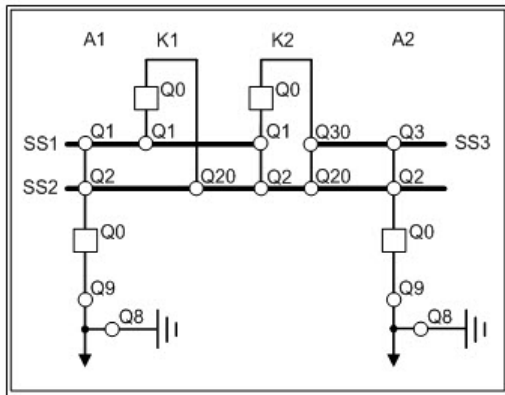 A1 K1 K2 A2
Q0 Q0
SS1 Q1 Q1 Q1 Q30 Q3 SS3
SS2 Q2 Q20 Q2 Q20 Q2
Q0 Q0
Q9 Q9
Q8 Q8